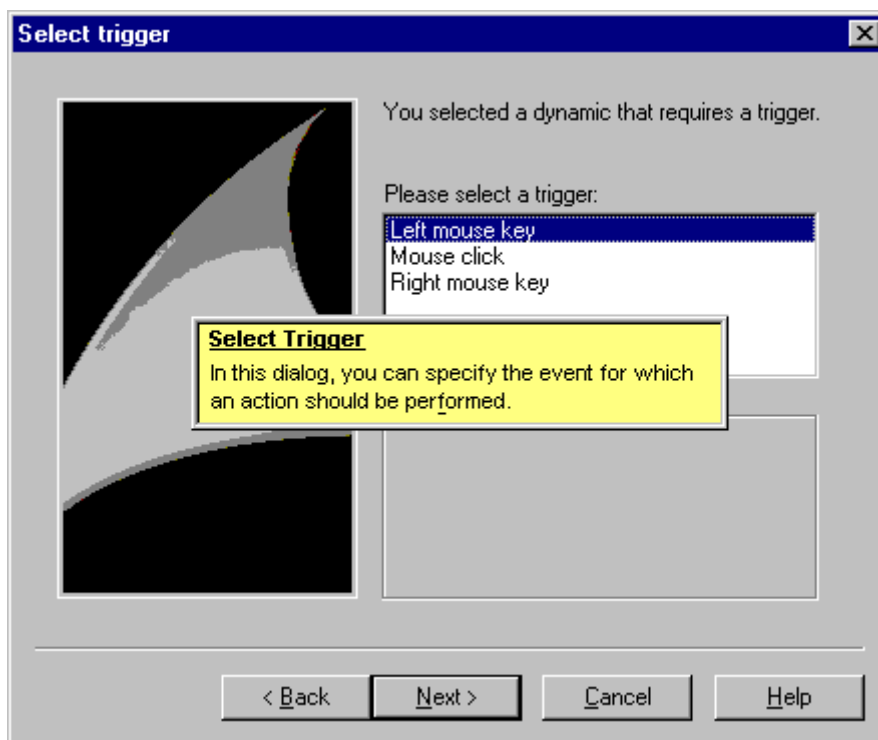 Select trigger
You selected a dynamic that requires a trigger.
Please select a trigger:
Left mouse key
Mouse click
Right mouse key
Select Trigger
In this dialog, you can specify the event for which
an action should be performed.
< Back
Next >
Cancel
Help